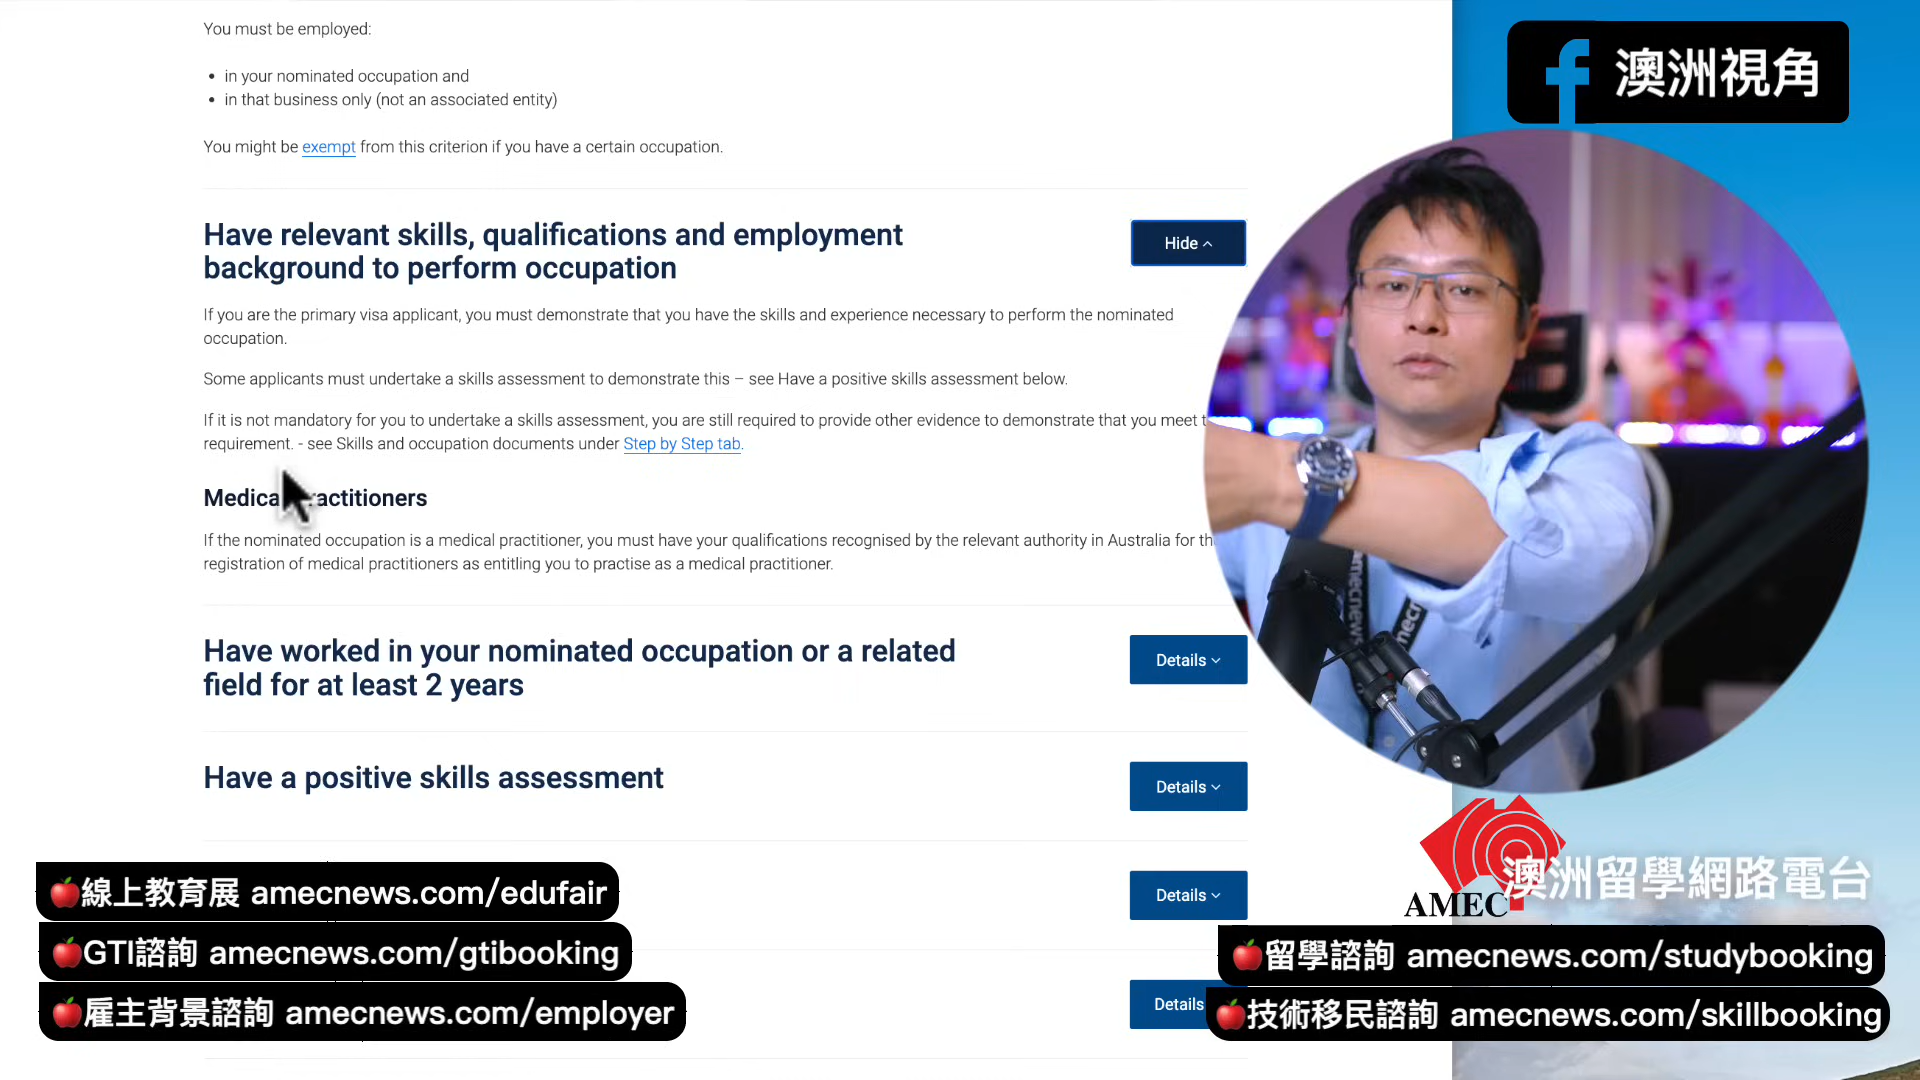 You must be employed:
in your nominated occupation and
in that business only (not an associated entity)
You might be exempt from this criterion if you have a certain occupation.
Have relevant skills, qualifications and employment
background to perform occupation
Hide
If you are the primary visa applicant, you must demonstrate that you have the skills and experience necessary to perform the nominated
occupation.
Some applicants must undertake a skills assessment to demonstrate this – see Have a positive skills assessment below.
If it is not mandatory for you to undertake a skills assessment, you are still required to provide other evidence to demonstrate that you meet
requirement. - see Skills and occupation documents under Step by Step tab.
If the nominated occupation is a medical practitioner, you must have your qualifications recognised by the relevant authority in Australia for
registration of medical practitioners as entitling you to practise as a medical practitioner.
Have worked in your nominated occupation or a related
field for at least 2 years
Details
Have a positive skills assessment
Details
Details
Details
澳洲視角
amecnews
AMEC
澳洲留學網路電台
線上教育展 amecnews.com/edufair
GTI諮詢 amecnews.com/gtibooking
雇主背景諮詢 amecnews.com/employer
留學諮詢 amecnews.com/studybooking
技術移民諮詢 amecnews.com/skillbooking